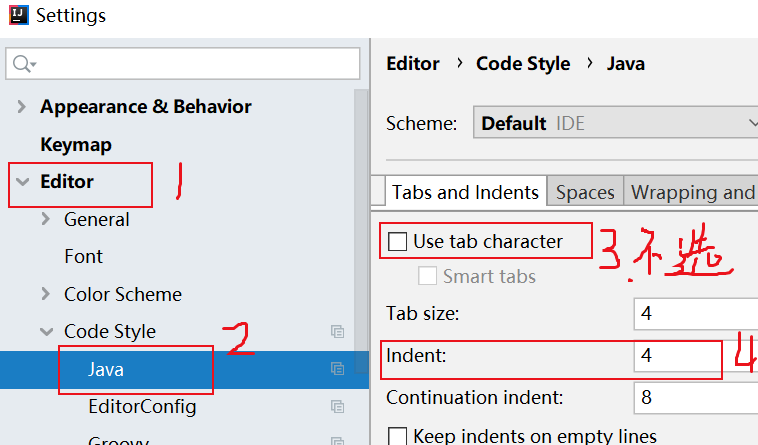 IJ Settings
Appearance & Behavior
Keymap
Editor
1
General
Font
Color Scheme
Code Style
2
Java
EditorConfig
Groovy
Editor > Code Style > Java
Scheme: Default IDE
Tabs and Indents Spaces Wrapping and
Use tab character
3.不选
Smart tabs
Tab size: 4
Indent: 4
4
Continuation indent: 8
Keep indents on empty lines